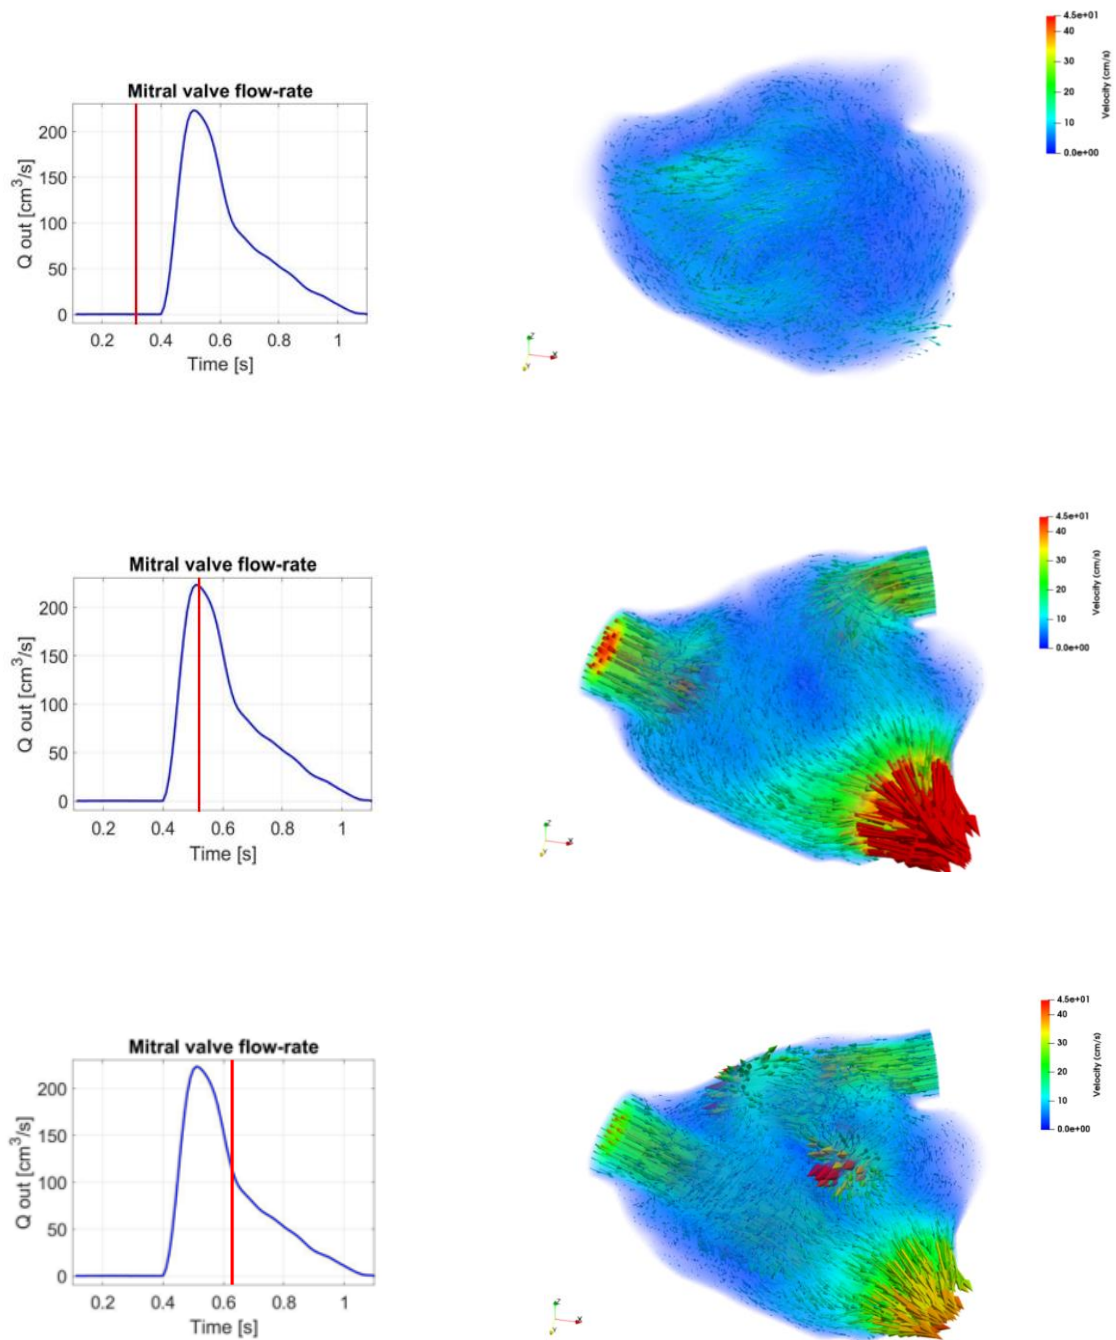 Mitral valve flow-rate
200
150
100
50
0
Q out [cm³/s]
0.2 0.4 0.6 0.8 1
Time [s]
4.5e+01
40
30
20
10
0.0e+00
Velocity (cm/s)
Z
X
Y
Mitral valve flow-rate
200
150
100
50
0
Q out [cm³/s]
0.2 0.4 0.6 0.8 1
Time [s]
4.5e+01
40
30
20
10
0.0e+00
Velocity (cm/s)
Z
X
Y
Mitral valve flow-rate
200
150
100
50
0
Q out [cm³/s]
0.2 0.4 0.6 0.8 1
Time [s]
4.5e+01
40
30
20
10
0.0e+00
Velocity (cm/s)
Z
X
Y